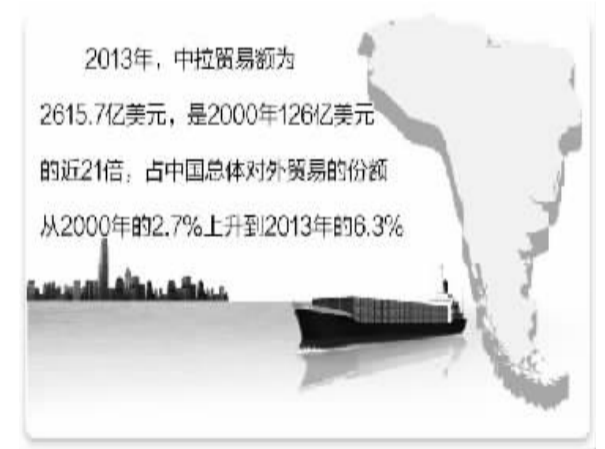 2013年，中拉贸易额为
2615.7亿美元，是2000年126亿美元
的近21倍；占中国总体对外贸易的份额
从2000年的2.7%上升到2013年的6.3%